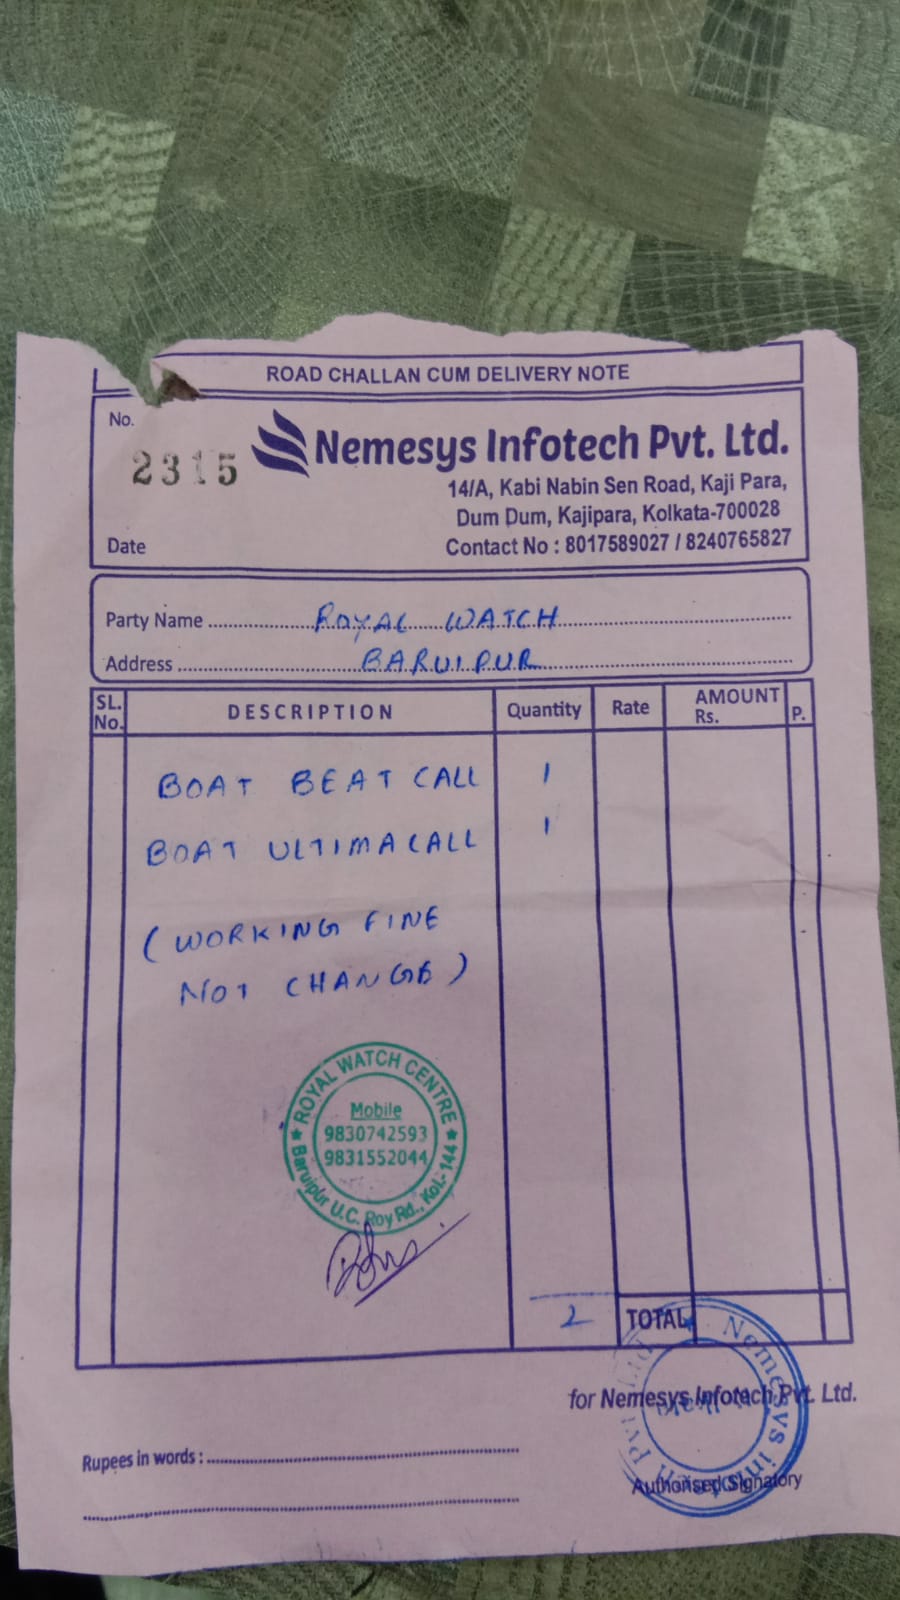 ROAD CHALLAN CUM DELIVERY NOTE
No.
2315
Nemesys Infotech Pvt. Ltd.
14/A, Kabi Nabin Sen Road, Kaji Para,
Dum Dum, Kajipara, Kolkata-700028
Date
Contact No : 8017589027 / 8240765827
Party Name ROYAL WATCH
Address BARUIPUR
SL. No. DESCRIPTION Quantity Rate AMOUNT Rs. P.
BOAT BEAT CALL 1
BOAT ULTIMA CALL 1
(WORKING FINE
NOT CHANGE)
ROYAL WATCH CENTRE
Mobile
9830742593
9831552044
Baruipur U.C. Roy Rd., Kol.-144
2 TOTAL
for Nemesys Infotech Pvt. Ltd.
Nemesys Infotech Pvt Ltd
Rupees in words :
Authorised Signatory